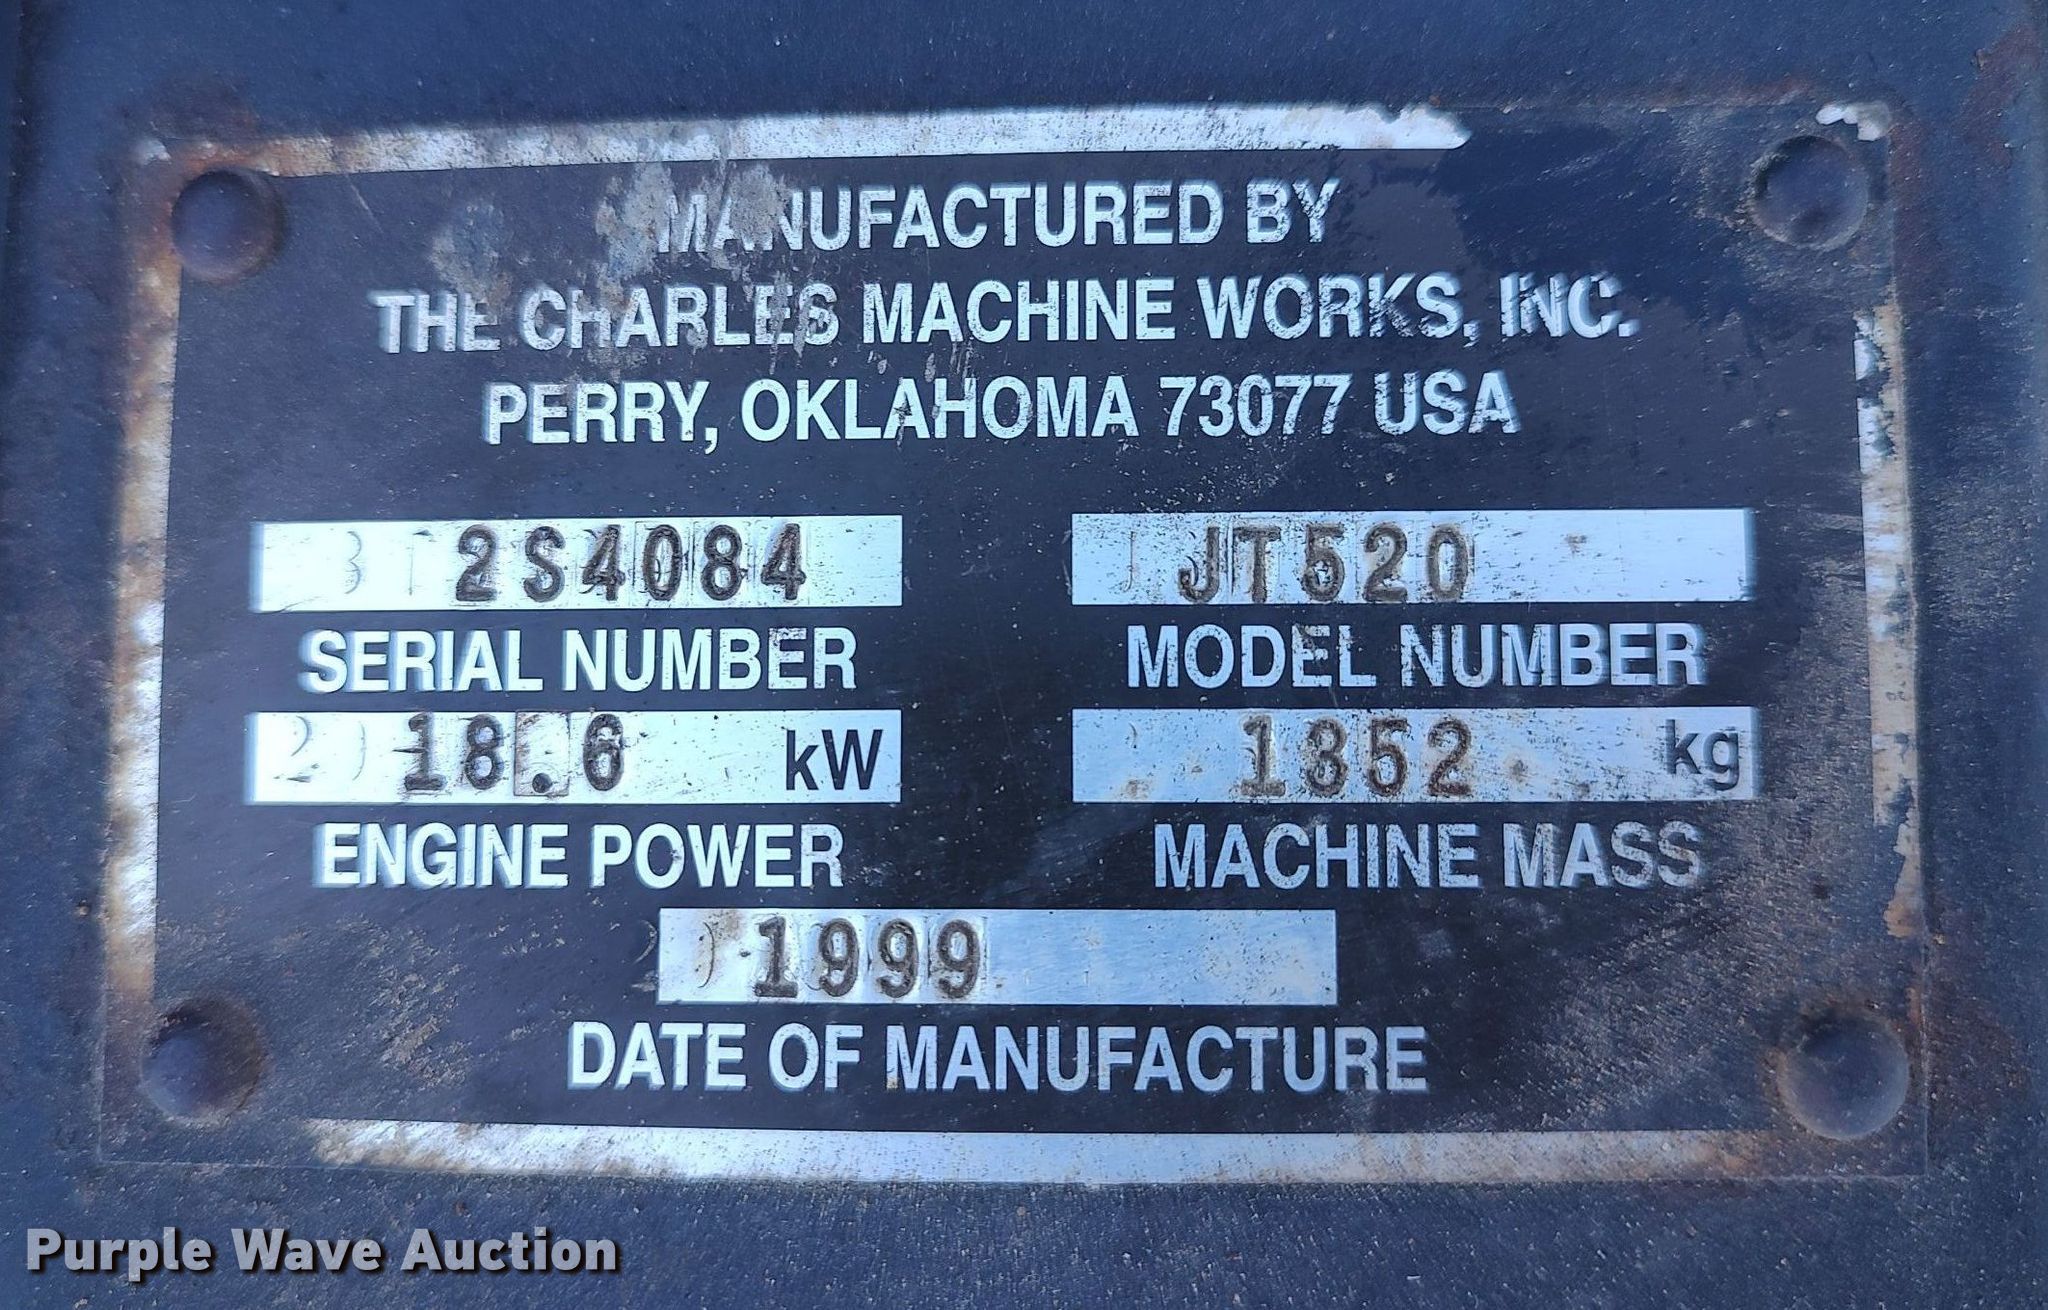 MANUFACTURED BY
THE CHARLES MACHINE WORKS, INC.
PERRY, OKLAHOMA 73077 USA
2S4084 JT520
SERIAL NUMBER MODEL NUMBER
18.6 kW 1352 kg
ENGINE POWER MACHINE MASS
1999
DATE OF MANUFACTURE
Purple Wave Auction